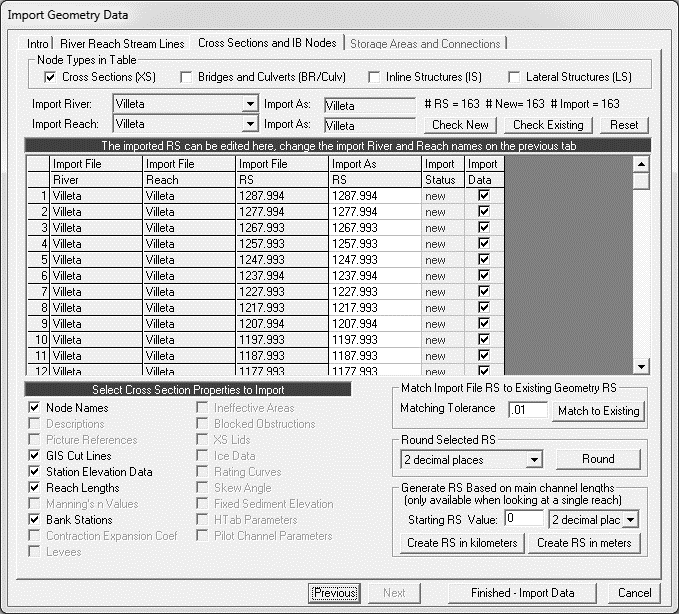 Import Geometry Data
Intro River Reach Stream Lines Cross Sections and IB Nodes Storage Areas and Connections
Node Types in Table
Cross Sections (XS) Bridges and Culverts (BR/Culv) Inline Structures (IS) Lateral Structures (LS)
Import River: Villeta Import As: Villeta # RS = 163 # New= 163 # Import = 163
Import Reach: Villeta Import As: Villeta Check New Check Existing Reset
The imported RS can be edited here, change the import River and Reach names on the previous tab
Import File Import File Import File Import As Import Import
River Reach RS RS Status Data
1 Villeta Villeta 1287.994 1287.994 new
2 Villeta Villeta 1277.994 1277.994 new
3 Villeta Villeta 1267.993 1267.993 new
4 Villeta Villeta 1257.993 1257.993 new
5 Villeta Villeta 1247.993 1247.993 new
6 Villeta Villeta 1237.994 1237.994 new
7 Villeta Villeta 1227.993 1227.993 new
8 Villeta Villeta 1217.993 1217.993 new
9 Villeta Villeta 1207.994 1207.994 new
10 Villeta Villeta 1197.993 1197.993 new
11 Villeta Villeta 1187.993 1187.993 new
12 Villeta Villeta 1177.993 1177.993 new
Select Cross Section Properties to Import
Node Names
Descriptions
Picture References
GIS Cut Lines
Station Elevation Data
Reach Lengths
Manning's n Values
Bank Stations
Contraction Expansion Coef
Levees
Ineffective Areas
Blocked Obstructions
XS Lids
Ice Data
Rating Curves
Skew Angle
Fixed Sediment Elevation
HTab Parameters
Pilot Channel Parameters
Match Import File RS to Existing Geometry RS
Matching Tolerance .01 Match to Existing
Round Selected RS
2 decimal places Round
Generate RS Based on main channel lengths
(only available when looking at a single reach)
Starting RS Value: 0 2 decimal plac
Create RS in kilometers Create RS in meters
Previous Next Finished - Import Data Cancel